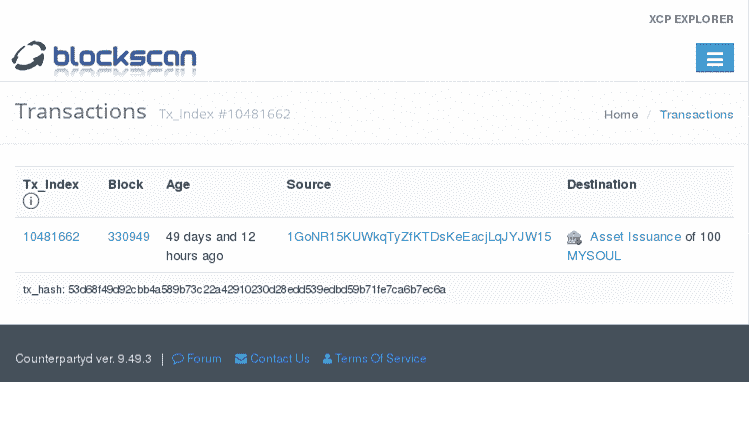 XCP EXPLORER
blockscan
Transactions Tx_Index #10481662
Home / Transactions
Tx_Index Block Age Source Destination
10481662 330949 49 days and 12 1GoNR15KUWkqTyZfKTDsKeEacjLqJYJW15 Asset Issuance of 100
hours ago MYSOUL
tx_hash: 53d68f49d92cbb4a589b73c22a42910230d28edd539edbd59b71fe7ca6b7ec6a
Counterpartyd ver. 9.49.3 | Forum Contact Us Terms Of Service